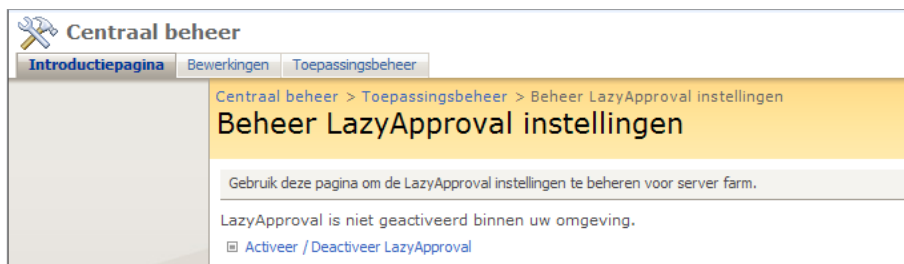 Centraal beheer
Introductiepagina Bewerkingen Toepassingsbeheer
Centraal beheer > Toepassingsbeheer > Beheer LazyApproval instellingen
Beheer LazyApproval instellingen
Gebruik deze pagina om de LazyApproval instellingen te beheren voor server farm.
LazyApproval is niet geactiveerd binnen uw omgeving.
Activeer / Deactiveer LazyApproval